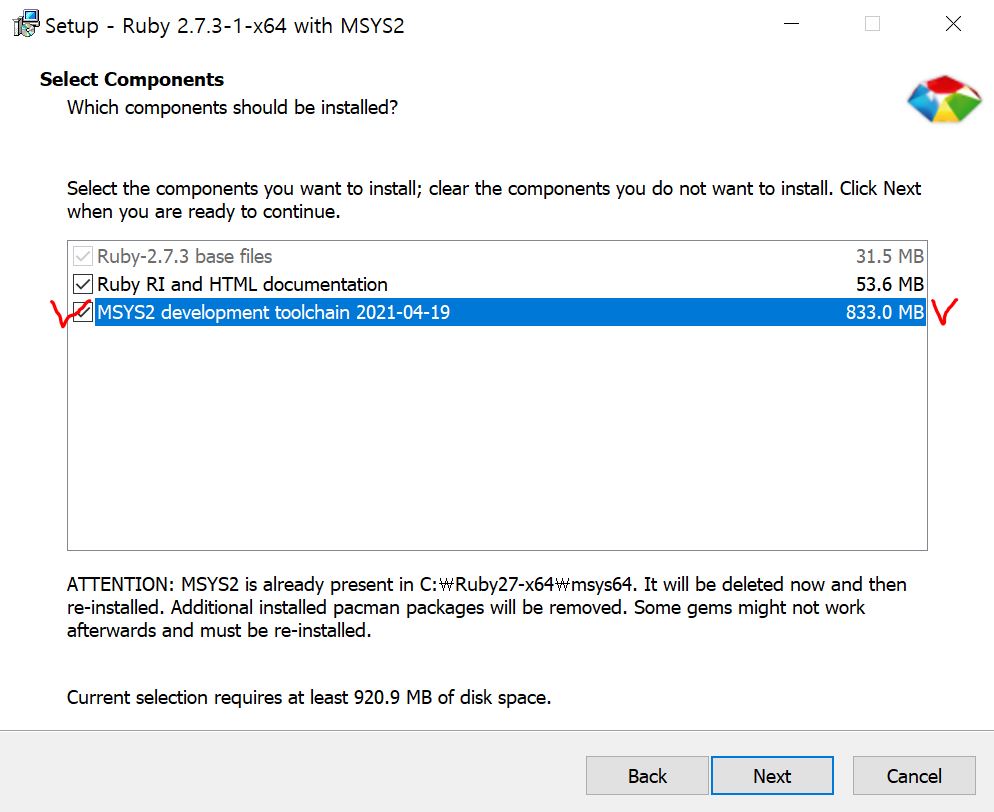 Setup - Ruby 2.7.3-1-x64 with MSYS2
Select Components
Which components should be installed?
Select the components you want to install; clear the components you do not want to install. Click Next
when you are ready to continue.
Ruby-2.7.3 base files 31.5 MB
Ruby RI and HTML documentation 53.6 MB
MSYS2 development toolchain 2021-04-19 833.0 MB
ATTENTION: MSYS2 is already present in C:₩Ruby27-x64₩msys64. It will be deleted now and then
re-installed. Additional installed pacman packages will be removed. Some gems might not work
afterwards and must be re-installed.
Current selection requires at least 920.9 MB of disk space.
Back Next Cancel